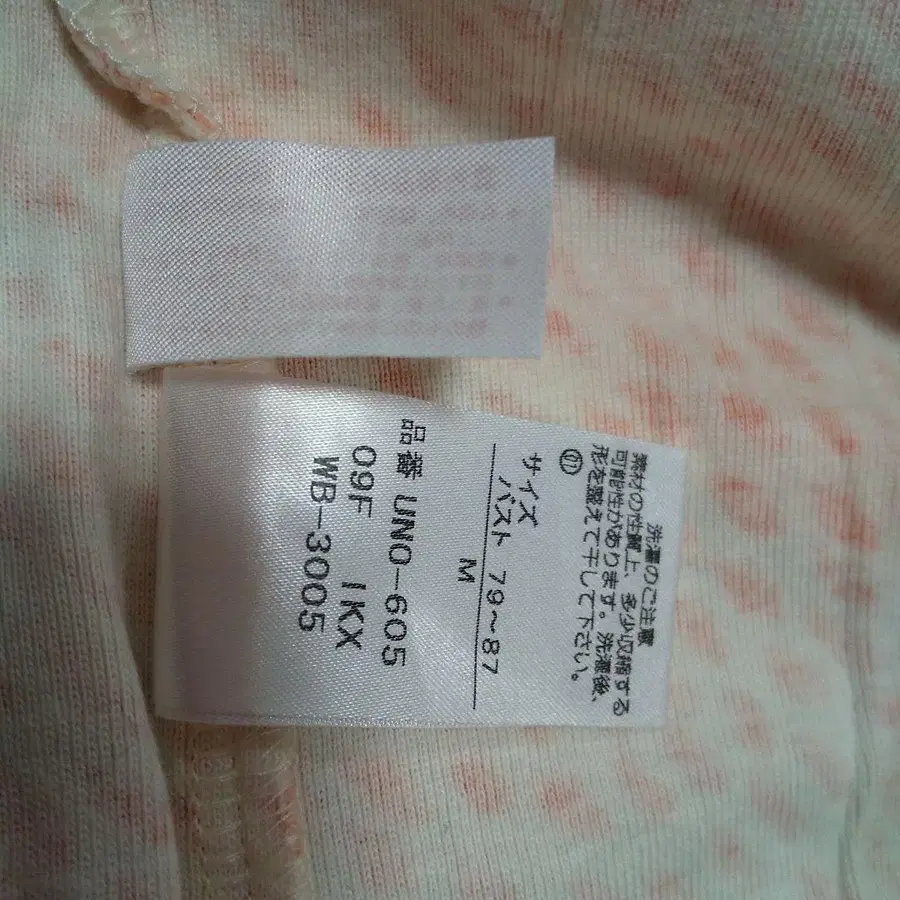 洗濯のご注意
素材の性質上、多少収縮する
可能性があります。洗濯後、
形を整えて干して下さい。
⑪
サイズ
バスト 79~87
M
品番 UNO-605
09F IKX
WB-3005